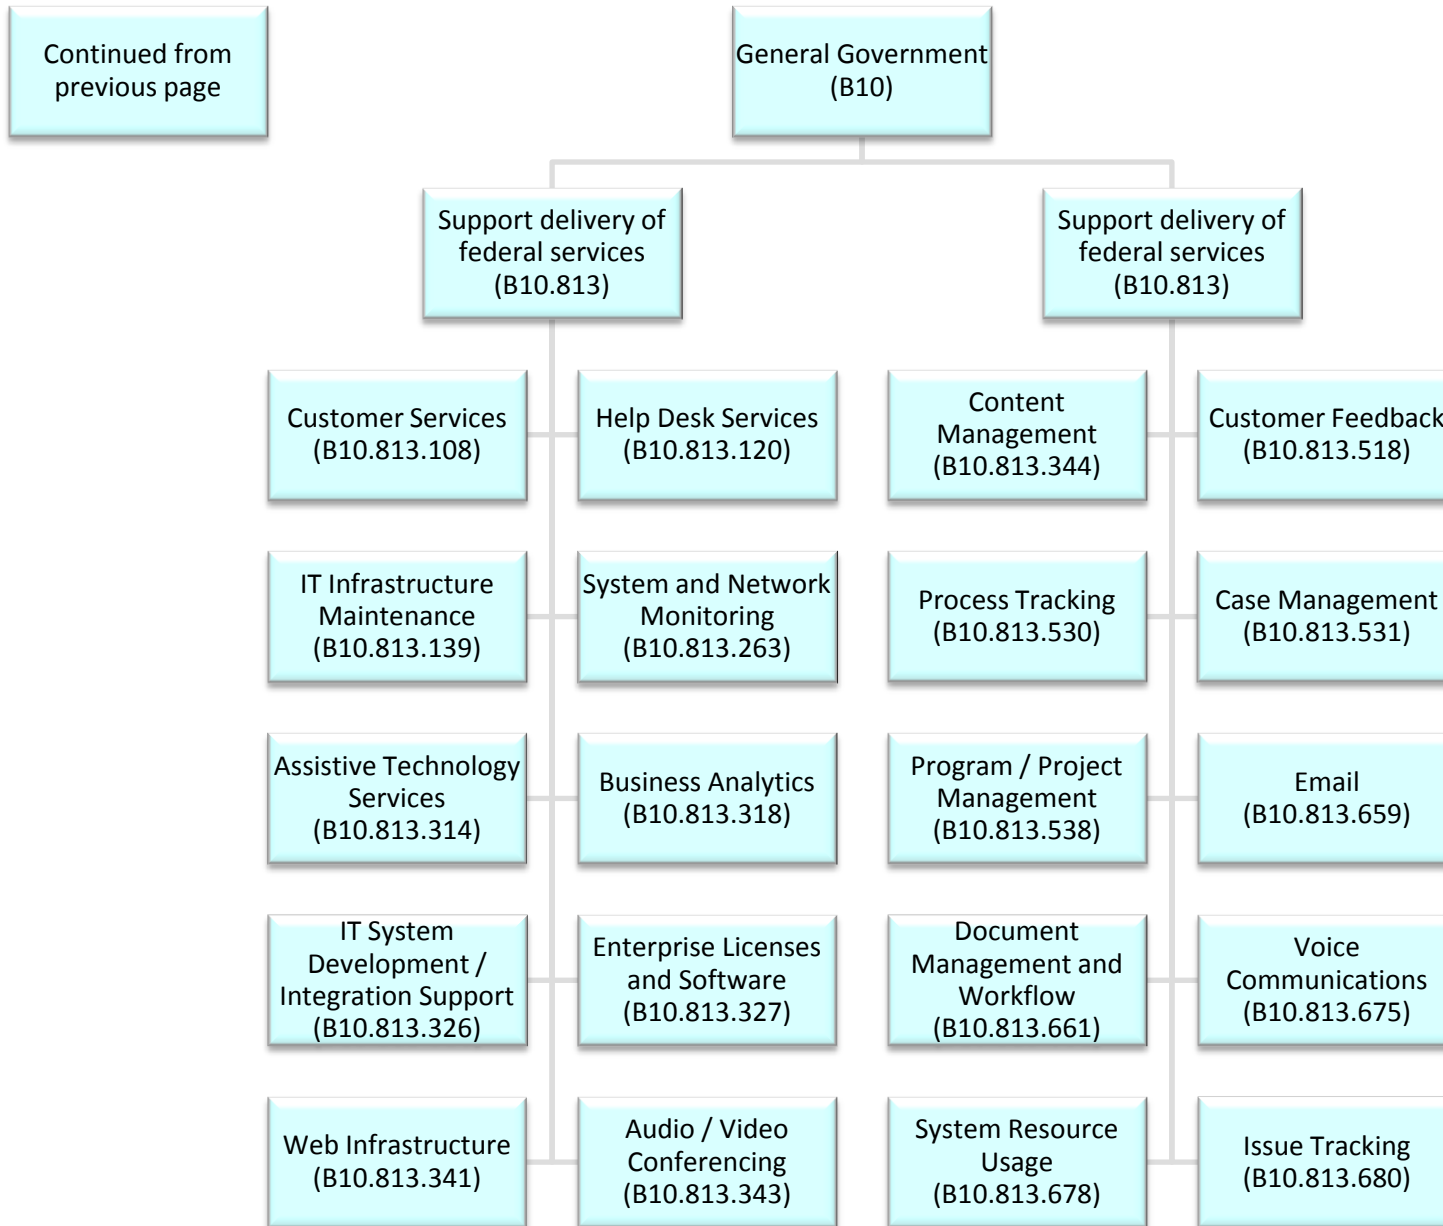 Continued from
previous page
General Government
(B10)
Support delivery of
federal services
(B10.813)
Support delivery of
federal services
(B10.813)
Customer Services
(B10.813.108)
Help Desk Services
(B10.813.120)
Content
Management
(B10.813.344)
Customer Feedback
(B10.813.518)
IT Infrastructure
Maintenance
(B10.813.139)
System and Network
Monitoring
(B10.813.263)
Process Tracking
(B10.813.530)
Case Management
(B10.813.531)
Assistive Technology
Services
(B10.813.314)
Business Analytics
(B10.813.318)
Program / Project
Management
(B10.813.538)
Email
(B10.813.659)
IT System
Development /
Integration Support
(B10.813.326)
Enterprise Licenses
and Software
(B10.813.327)
Document
Management and
Workflow
(B10.813.661)
Voice
Communications
(B10.813.675)
Web Infrastructure
(B10.813.341)
Audio / Video
Conferencing
(B10.813.343)
System Resource
Usage
(B10.813.678)
Issue Tracking
(B10.813.680)